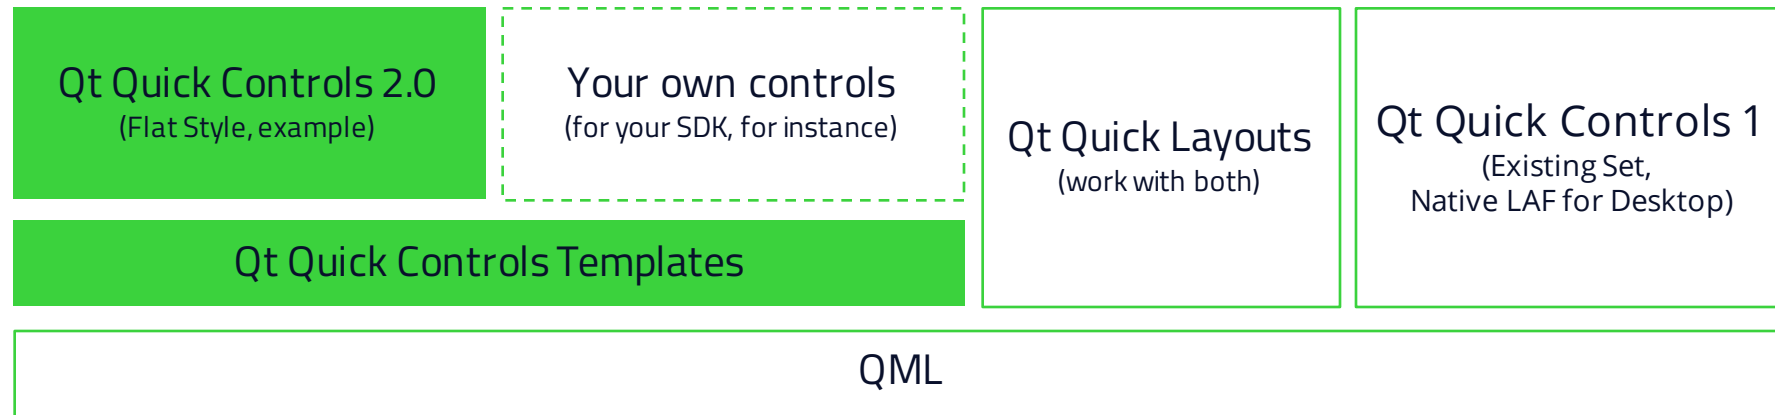 Qt Quick Controls 2.0
(Flat Style, example)
Your own controls
(for your SDK, for instance)
Qt Quick Layouts
(work with both)
Qt Quick Controls 1
(Existing Set,
Native LAF for Desktop)
Qt Quick Controls Templates
QML